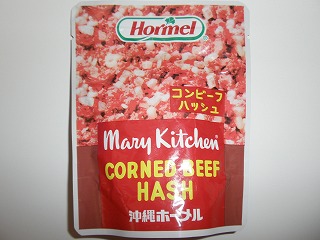 Hormel
コンビーフ
ハッシュ
Mary Kitchen®
CORNED BEEF
HASH
沖縄ホーメル